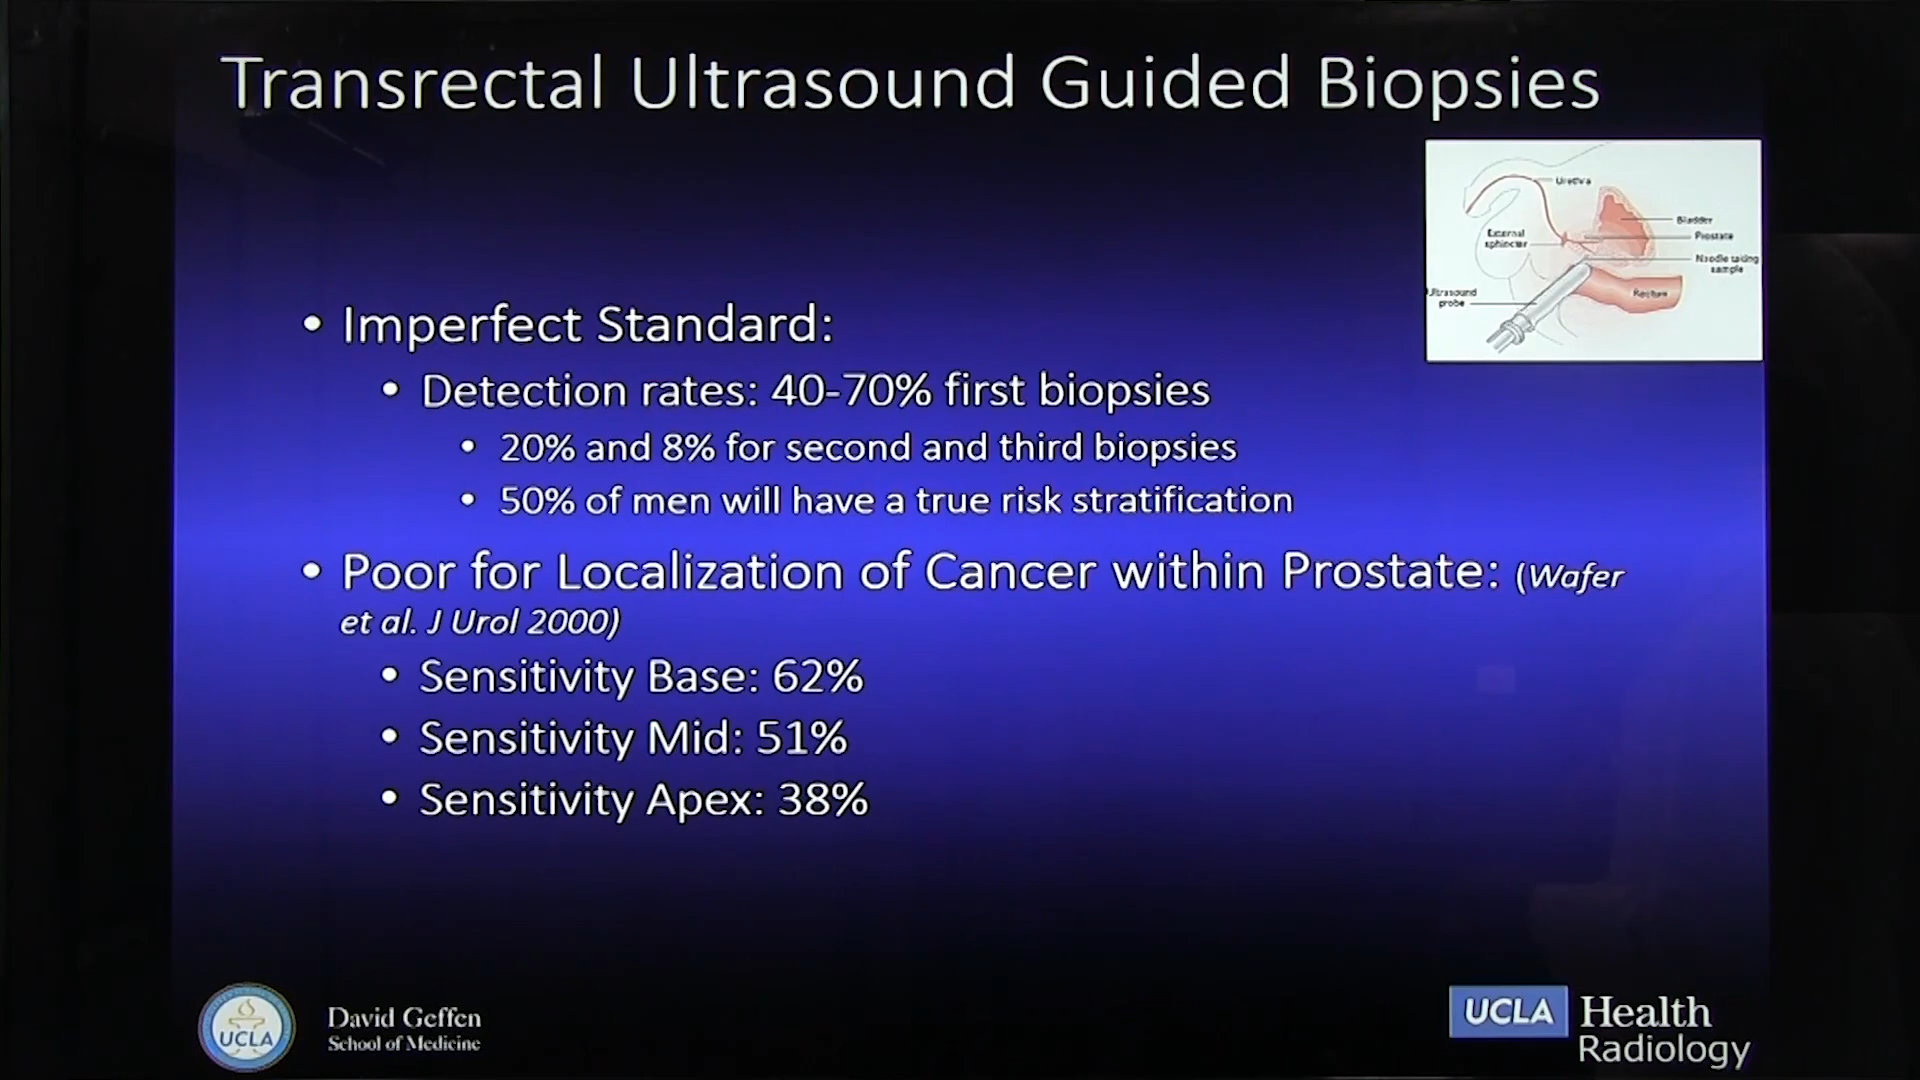 Transrectal Ultrasound Guided Biopsies
Urethra
Bladder
External
sphincter
Prostate
Needle taking
sample
Ultrasound
probe
Rectum
• Imperfect Standard:
• Detection rates: 40-70% first biopsies
• 20% and 8% for second and third biopsies
• 50% of men will have a true risk stratification
• Poor for Localization of Cancer within Prostate: (Wafer
et al. J Urol 2000)
• Sensitivity Base: 62%
• Sensitivity Mid: 51%
• Sensitivity Apex: 38%
UCLA
David Geffen
School of Medicine
UCLA Health
Radiology